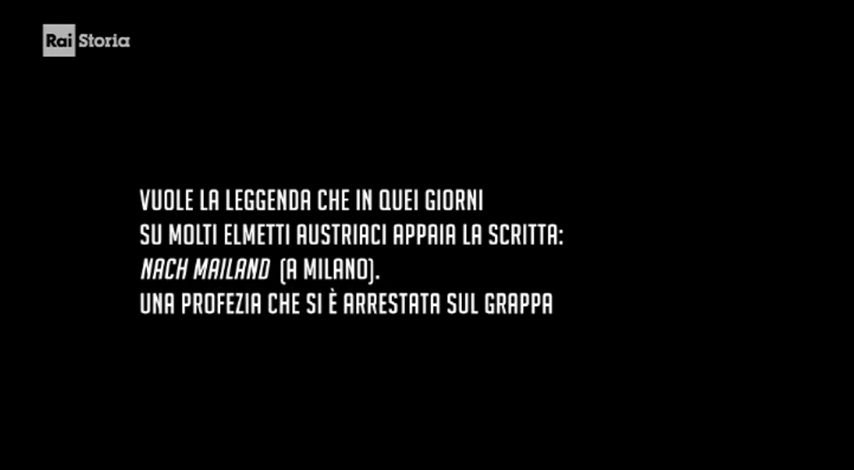 Rai Storia
VUOLE LA LEGGENDA CHE IN QUEI GIORNI
SU MOLTI ELMETTI AUSTRIACI APPAIA LA SCRITTA:
NACH MAILAND (A MILANO).
UNA PROFEZIA CHE SI È ARRESTATA SUL GRAPPA